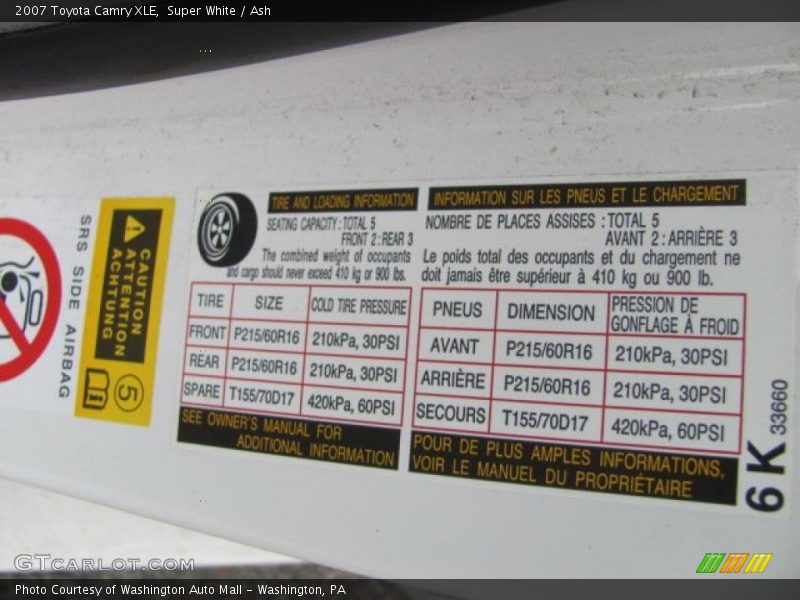 2007 Toyota Camry XLE,  Super White / Ash
SRS SIDE AIRBAG
CAUTION
ATTENTION
ACHTUNG
5
TIRE AND LOADING INFORMATION
SEATING CAPACITY : TOTAL 5
FRONT 2 : REAR 3
The combined weight of occupants
and cargo should never exceed 410 kg or 900 lbs.
TIRE SIZE COLD TIRE PRESSURE
FRONT P215/60R16 210kPa, 30PSI
REAR P215/60R16 210kPa, 30PSI
SPARE T155/70D17 420kPa, 60PSI
SEE OWNER'S MANUAL FOR
ADDITIONAL INFORMATION
INFORMATION SUR LES PNEUS ET LE CHARGEMENT
NOMBRE DE PLACES ASSISES : TOTAL 5
AVANT 2 : ARRIÈRE 3
Le poids total des occupants et du chargement ne
doit jamais être supérieur à 410 kg ou 900 lb.
PNEUS DIMENSION PRESSION DE
GONFLAGE À FROID
AVANT P215/60R16 210kPa, 30PSI
ARRIÈRE P215/60R16 210kPa, 30PSI
SECOURS T155/70D17 420kPa, 60PSI
POUR DE PLUS AMPLES INFORMATIONS,
VOIR LE MANUEL DU PROPRIÉTAIRE
6K
33660
GTCARLOT.COM
Photo Courtesy of Washington Auto Mall - Washington, PA